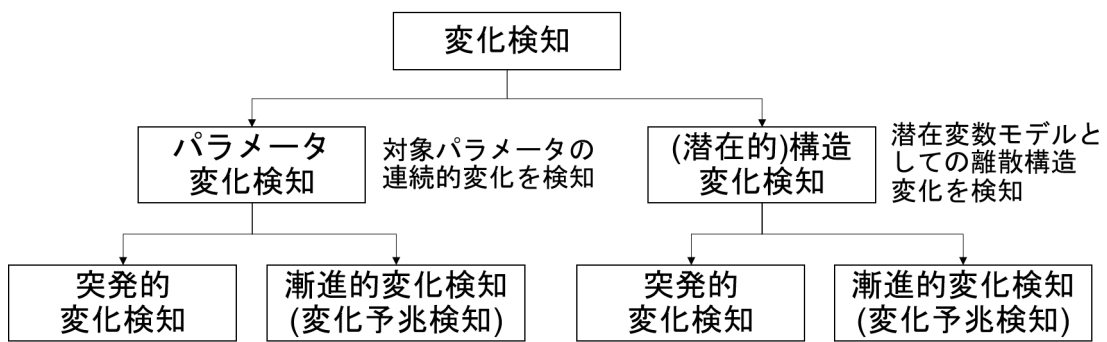 変化検知
パラメータ
変化検知
対象パラメータの
連続的変化を検知
(潜在的)構造
変化検知
潜在変数モデルと
しての離散構造
変化を検知
突発的
変化検知
漸進的変化検知
(変化予兆検知)
突発的
変化検知
漸進的変化検知
(変化予兆検知)